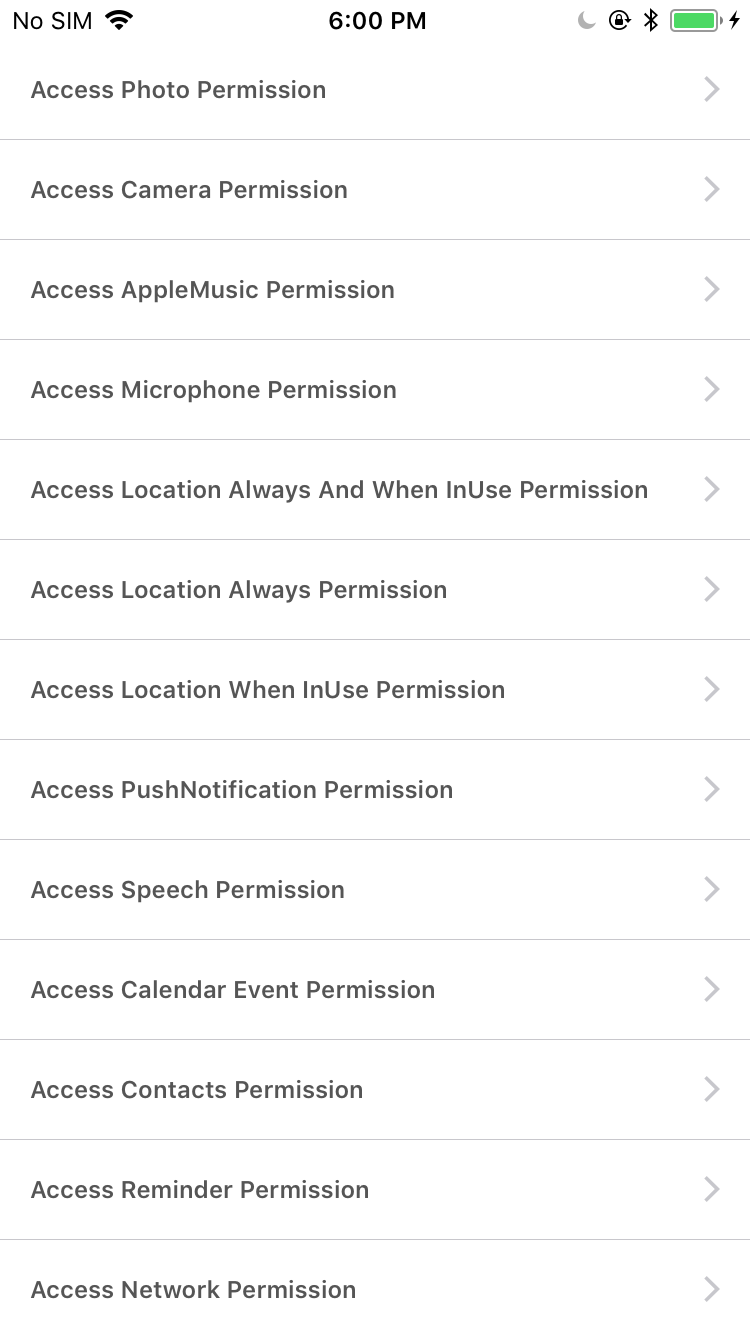 No SIM 6:00 PM
Access Photo Permission
Access Camera Permission
Access AppleMusic Permission
Access Microphone Permission
Access Location Always And When InUse Permission
Access Location Always Permission
Access Location When InUse Permission
Access PushNotification Permission
Access Speech Permission
Access Calendar Event Permission
Access Contacts Permission
Access Reminder Permission
Access Network Permission